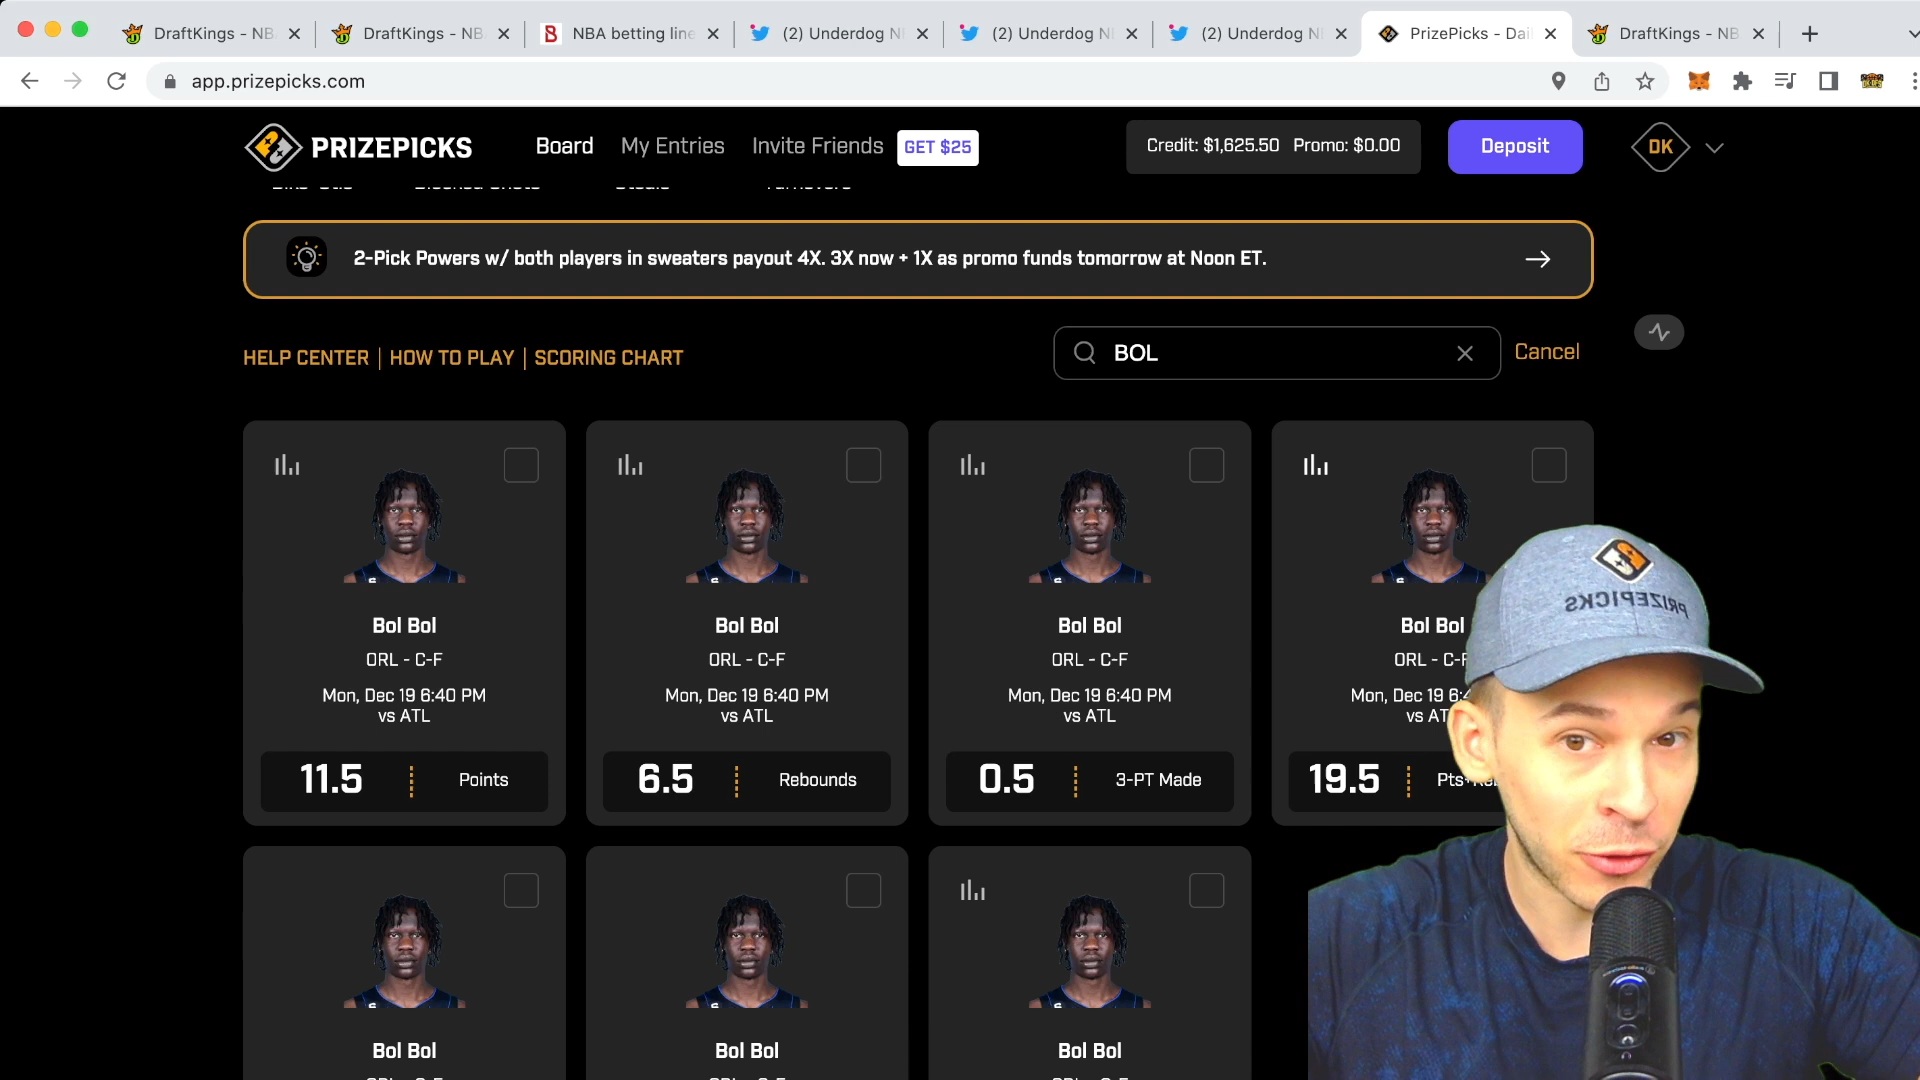 DraftKings - NB
DraftKings - NB
NBA betting line
(2) Underdog N
(2) Underdog N
(2) Underdog N
PrizePicks - Dai
DraftKings - NB
app.prizepicks.com
PRIZEPICKS
Board
My Entries
Invite Friends
GET $25
Credit: $1,625.50 Promo: $0.00
Deposit
DK
2-Pick Powers w/ both players in sweaters payout 4X. 3X now + 1X as promo funds tomorrow at Noon ET.
HELP CENTER | HOW TO PLAY | SCORING CHART
BOL
Cancel
Bol Bol
ORL - C-F
Mon, Dec 19 6:40 PM
vs ATL
11.5
Points
Bol Bol
ORL - C-F
Mon, Dec 19 6:40 PM
vs ATL
6.5
Rebounds
Bol Bol
ORL - C-F
Mon, Dec 19 6:40 PM
vs ATL
0.5
3-PT Made
Bol Bol
ORL - C-F
Mon, Dec 19 6:4
vs AT
19.5
Pts+
PRIZEPICKS
Bol Bol
Bol Bol
Bol Bol